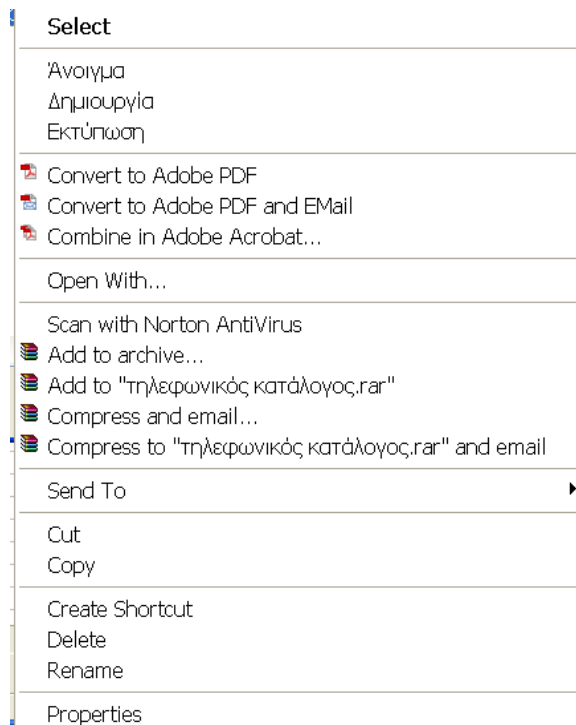 Select
Άνοιγμα
Δημιουργία
Εκτύπωση
Convert to Adobe PDF
Convert to Adobe PDF and EMail
Combine in Adobe Acrobat...
Open With...
Scan with Norton AntiVirus
Add to archive...
Add to "τηλεφωνικός κατάλογος.rar"
Compress and email...
Compress to "τηλεφωνικός κατάλογος.rar" and email
Send To
Cut
Copy
Create Shortcut
Delete
Rename
Properties